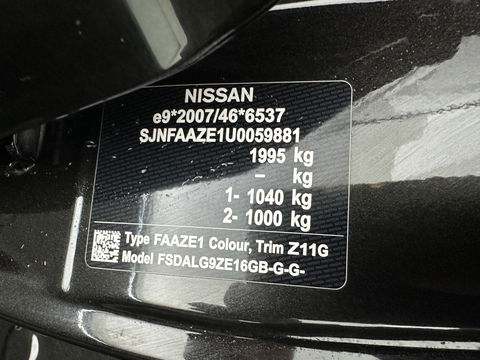 NISSAN
e9*2007/46*6537
SJNFAAZE1U0059881
1995 kg
– kg
1- 1040 kg
2- 1000 kg
Type FAAZE1 Colour, Trim Z11G
Model FSDALG9ZE16GB-G-G-